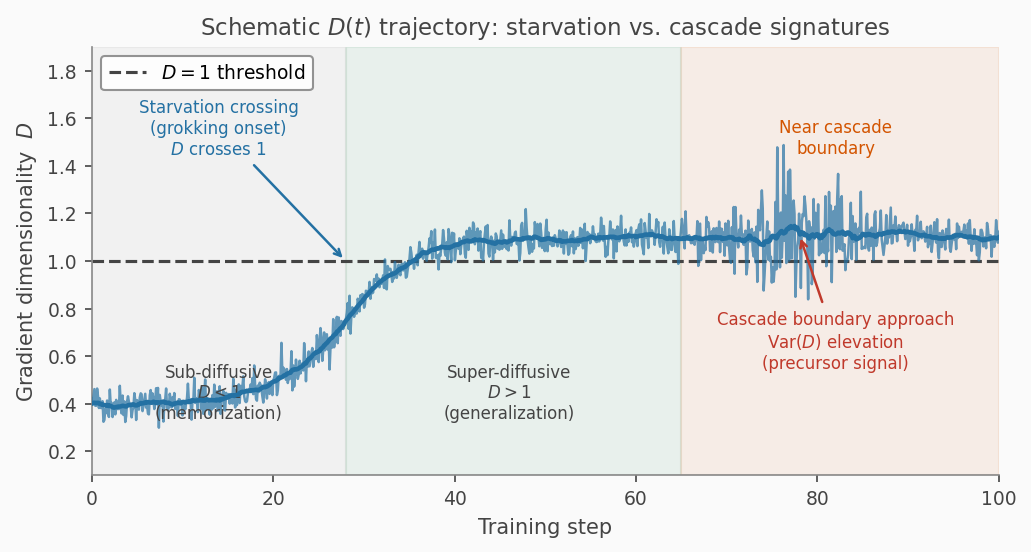 Schematic D(t) trajectory: starvation vs. cascade signatures
Gradient dimensionality D
1.8
1.6
1.4
1.2
1.0
0.8
0.6
0.4
0.2
D = 1 threshold
Starvation crossing
(grokking onset)
D crosses 1
Near cascade
boundary
Cascade boundary approach
Var(D) elevation
(precursor signal)
Sub-diffusive
D < 1
(memorization)
Super-diffusive
D > 1
(generalization)
0
20
40
60
80
100
Training step